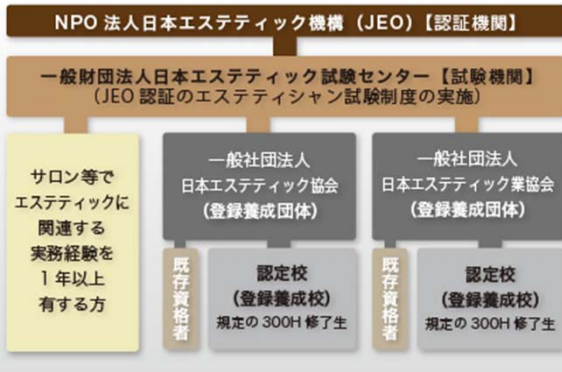 NPO 法人日本エステティック機構（JEO）【認証機関】
一般財団法人日本エステティック試験センター【試験機関】
（JEO 認証のエステティシャン試験制度の実施）
サロン等で
エステティックに
関連する
実務経験を
1 年以上
有する方
一般社団法人
日本エステティック協会
(登録養成団体)
既存資格者
認定校
(登録養成校)
規定の 300H 修了生
一般社団法人
日本エステティック業協会
(登録養成団体)
既存資格者
認定校
(登録養成校)
規定の 300H 修了生